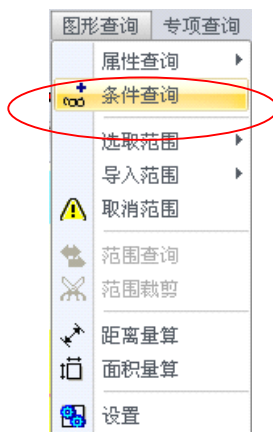 图形查询 专项查询
属性查询
条件查询
选取范围
导入范围
取消范围
范围查询
范围裁剪
距离量算
面积量算
设置